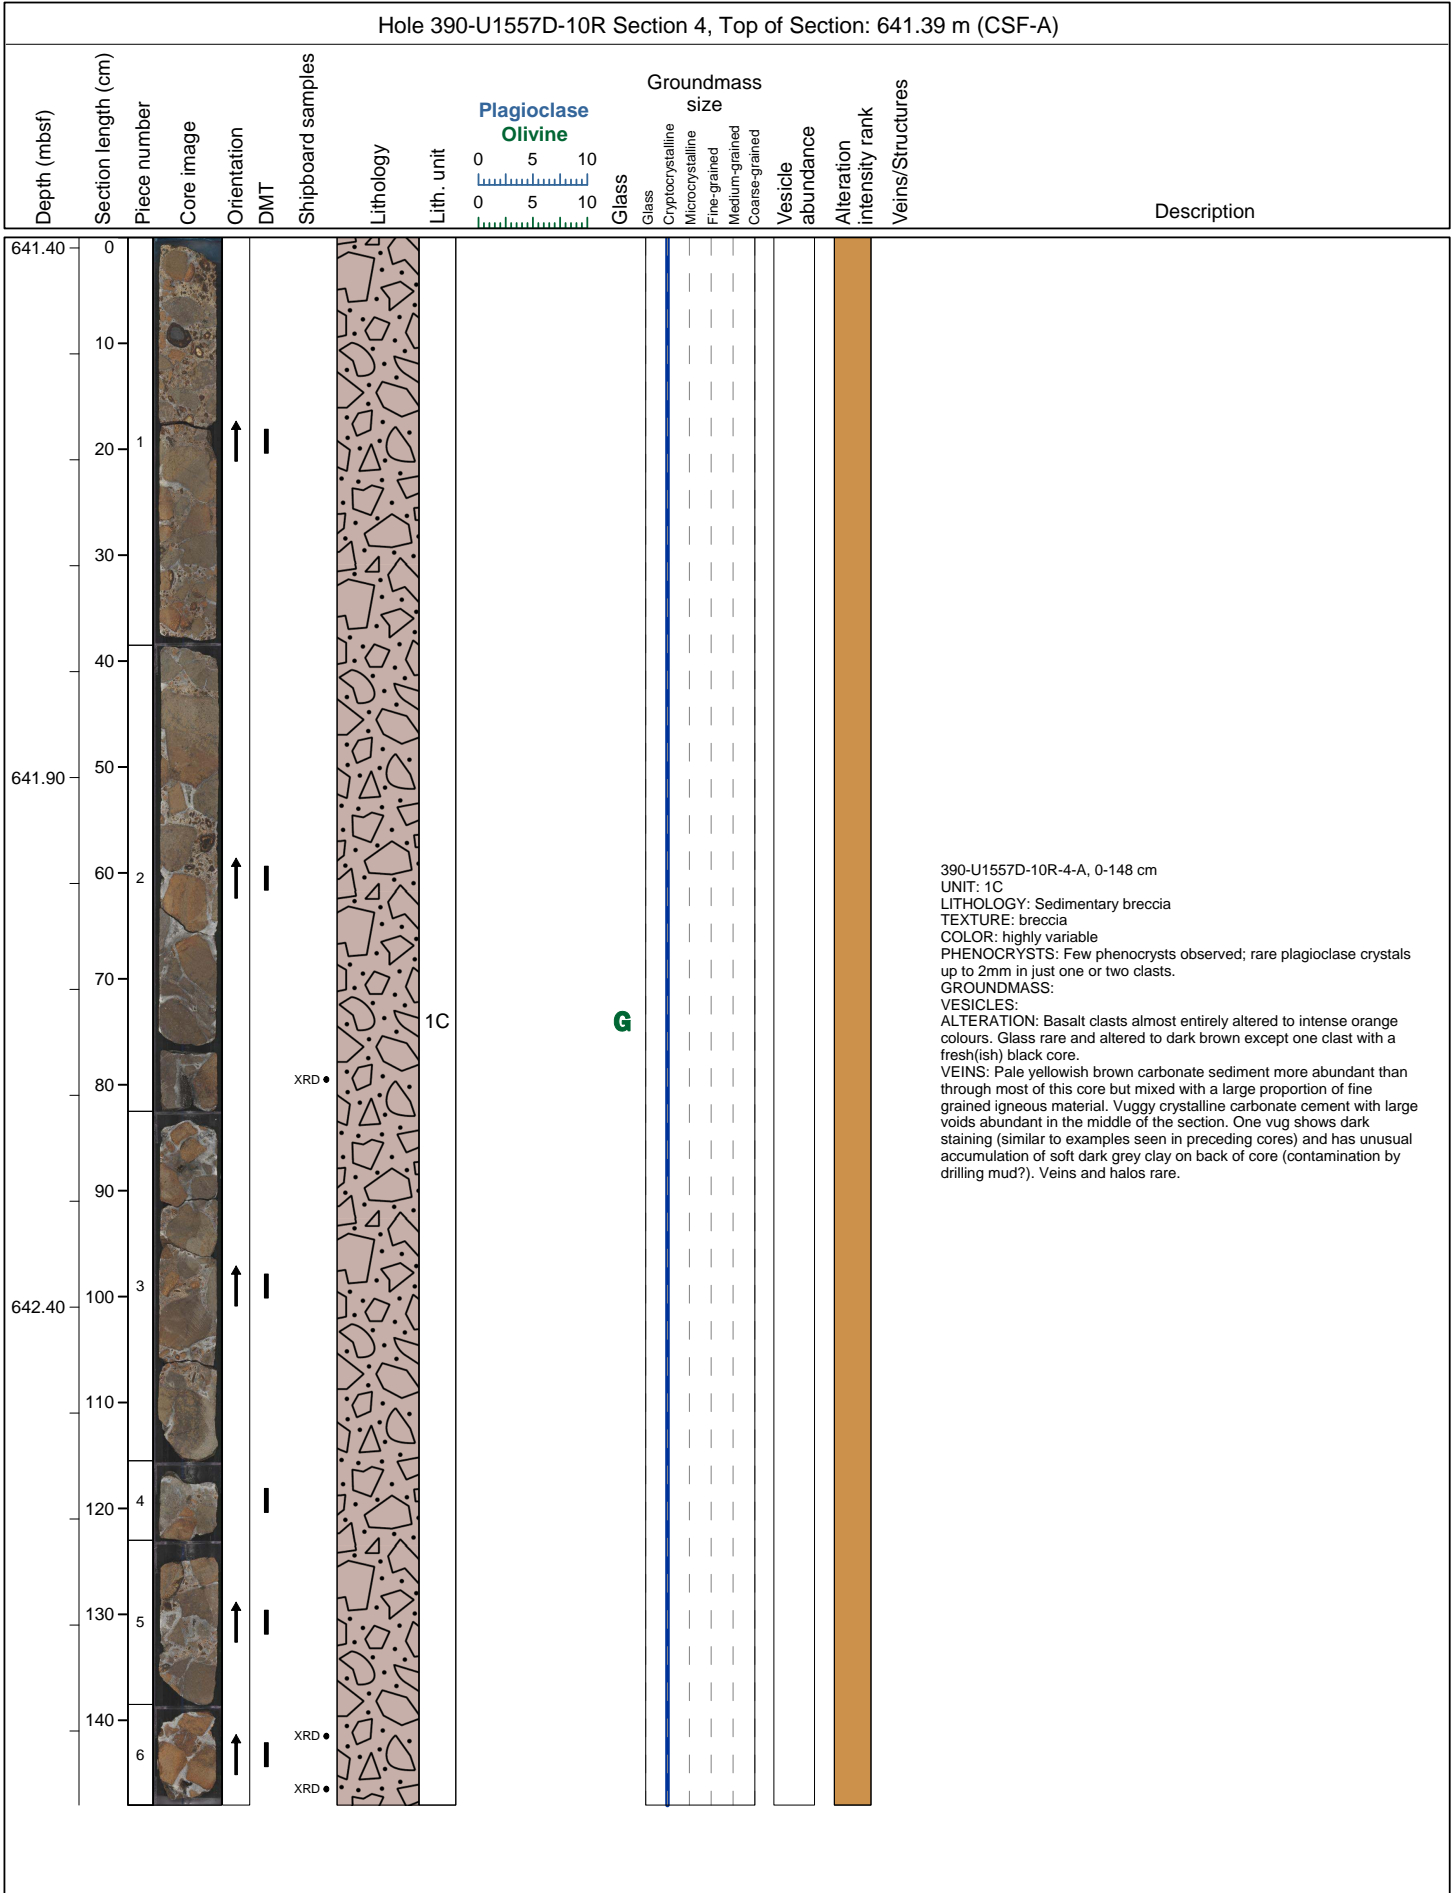 Hole 390-U1557D-10R Section 4, Top of Section: 641.39 m (CSF-A)
Depth (mbsf)
Section length (cm)
Piece number
Core image
Orientation
DMT
Shipboard samples
Lithology
Lith. unit
Plagioclase
Olivine
0 5 10
0 5 10
Glass
Groundmass
size
Glass
Cryptocrystalline
Microcrystalline
Fine-grained
Medium-grained
Coarse-grained
Vesicle
abundance
Alteration
intensity rank
Veins/Structures
Description
641.40
641.90
642.40
0
10
20
30
40
50
60
70
80
90
100
110
120
130
140
1
2
3
4
5
6
XRD
XRD
XRD
1C
G
390-U1557D-10R-4-A, 0-148 cm
UNIT: 1C
LITHOLOGY: Sedimentary breccia
TEXTURE: breccia
COLOR: highly variable
PHENOCRYSTS: Few phenocrysts observed; rare plagioclase crystals
up to 2mm in just one or two clasts.
GROUNDMASS:
VESICLES:
ALTERATION: Basalt clasts almost entirely altered to intense orange
colours. Glass rare and altered to dark brown except one clast with a
fresh(ish) black core.
VEINS: Pale yellowish brown carbonate sediment more abundant than
through most of this core but mixed with a large proportion of fine
grained igneous material. Vuggy crystalline carbonate cement with large
voids abundant in the middle of the section. One vug shows dark
staining (similar to examples seen in preceding cores) and has unusual
accumulation of soft dark grey clay on back of core (contamination by
drilling mud?). Veins and halos rare.